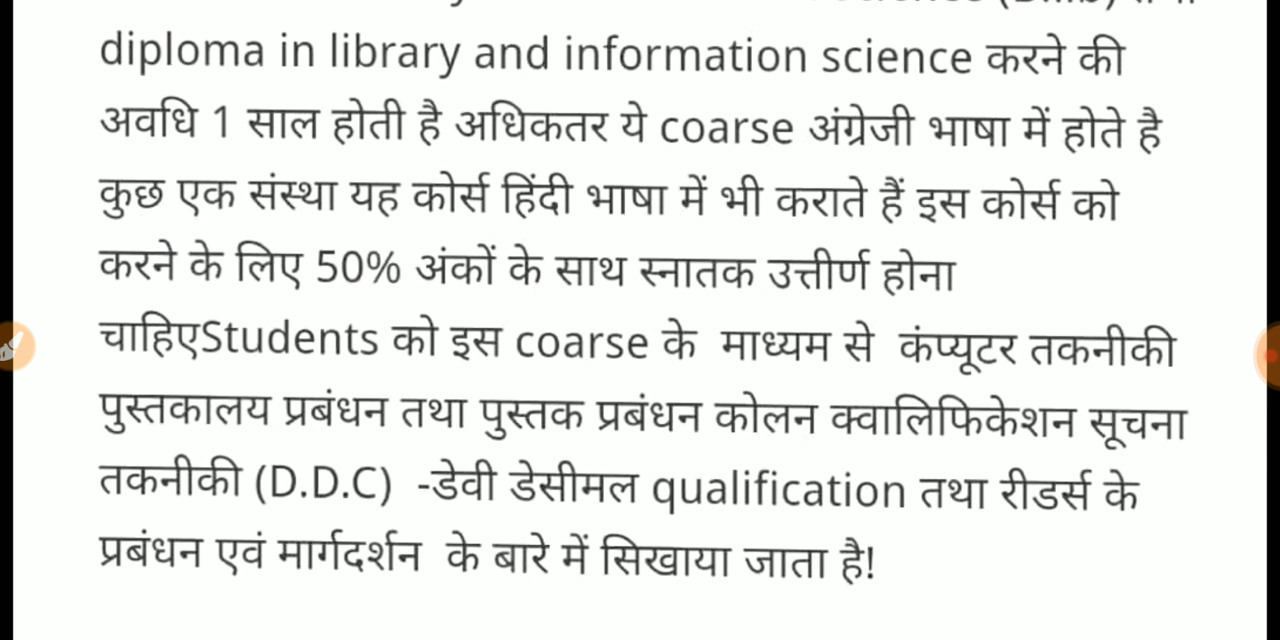 diploma in library and information science करने की
अवधि 1 साल होती है अधिकतर ये coarse अंग्रेजी भाषा में होते है
कुछ एक संस्था यह कोर्स हिंदी भाषा में भी कराते हैं इस कोर्स को
करने के लिए 50% अंकों के साथ स्नातक उत्तीर्ण होना
चाहिएStudents को इस coarse के माध्यम से कंप्यूटर तकनीकी
पुस्तकालय प्रबंधन तथा पुस्तक प्रबंधन कोलन क्वालिफिकेशन सूचना
तकनीकी (D.D.C) -डेवी डेसीमल qualification तथा रीडर्स के
प्रबंधन एवं मार्गदर्शन के बारे में सिखाया जाता है!